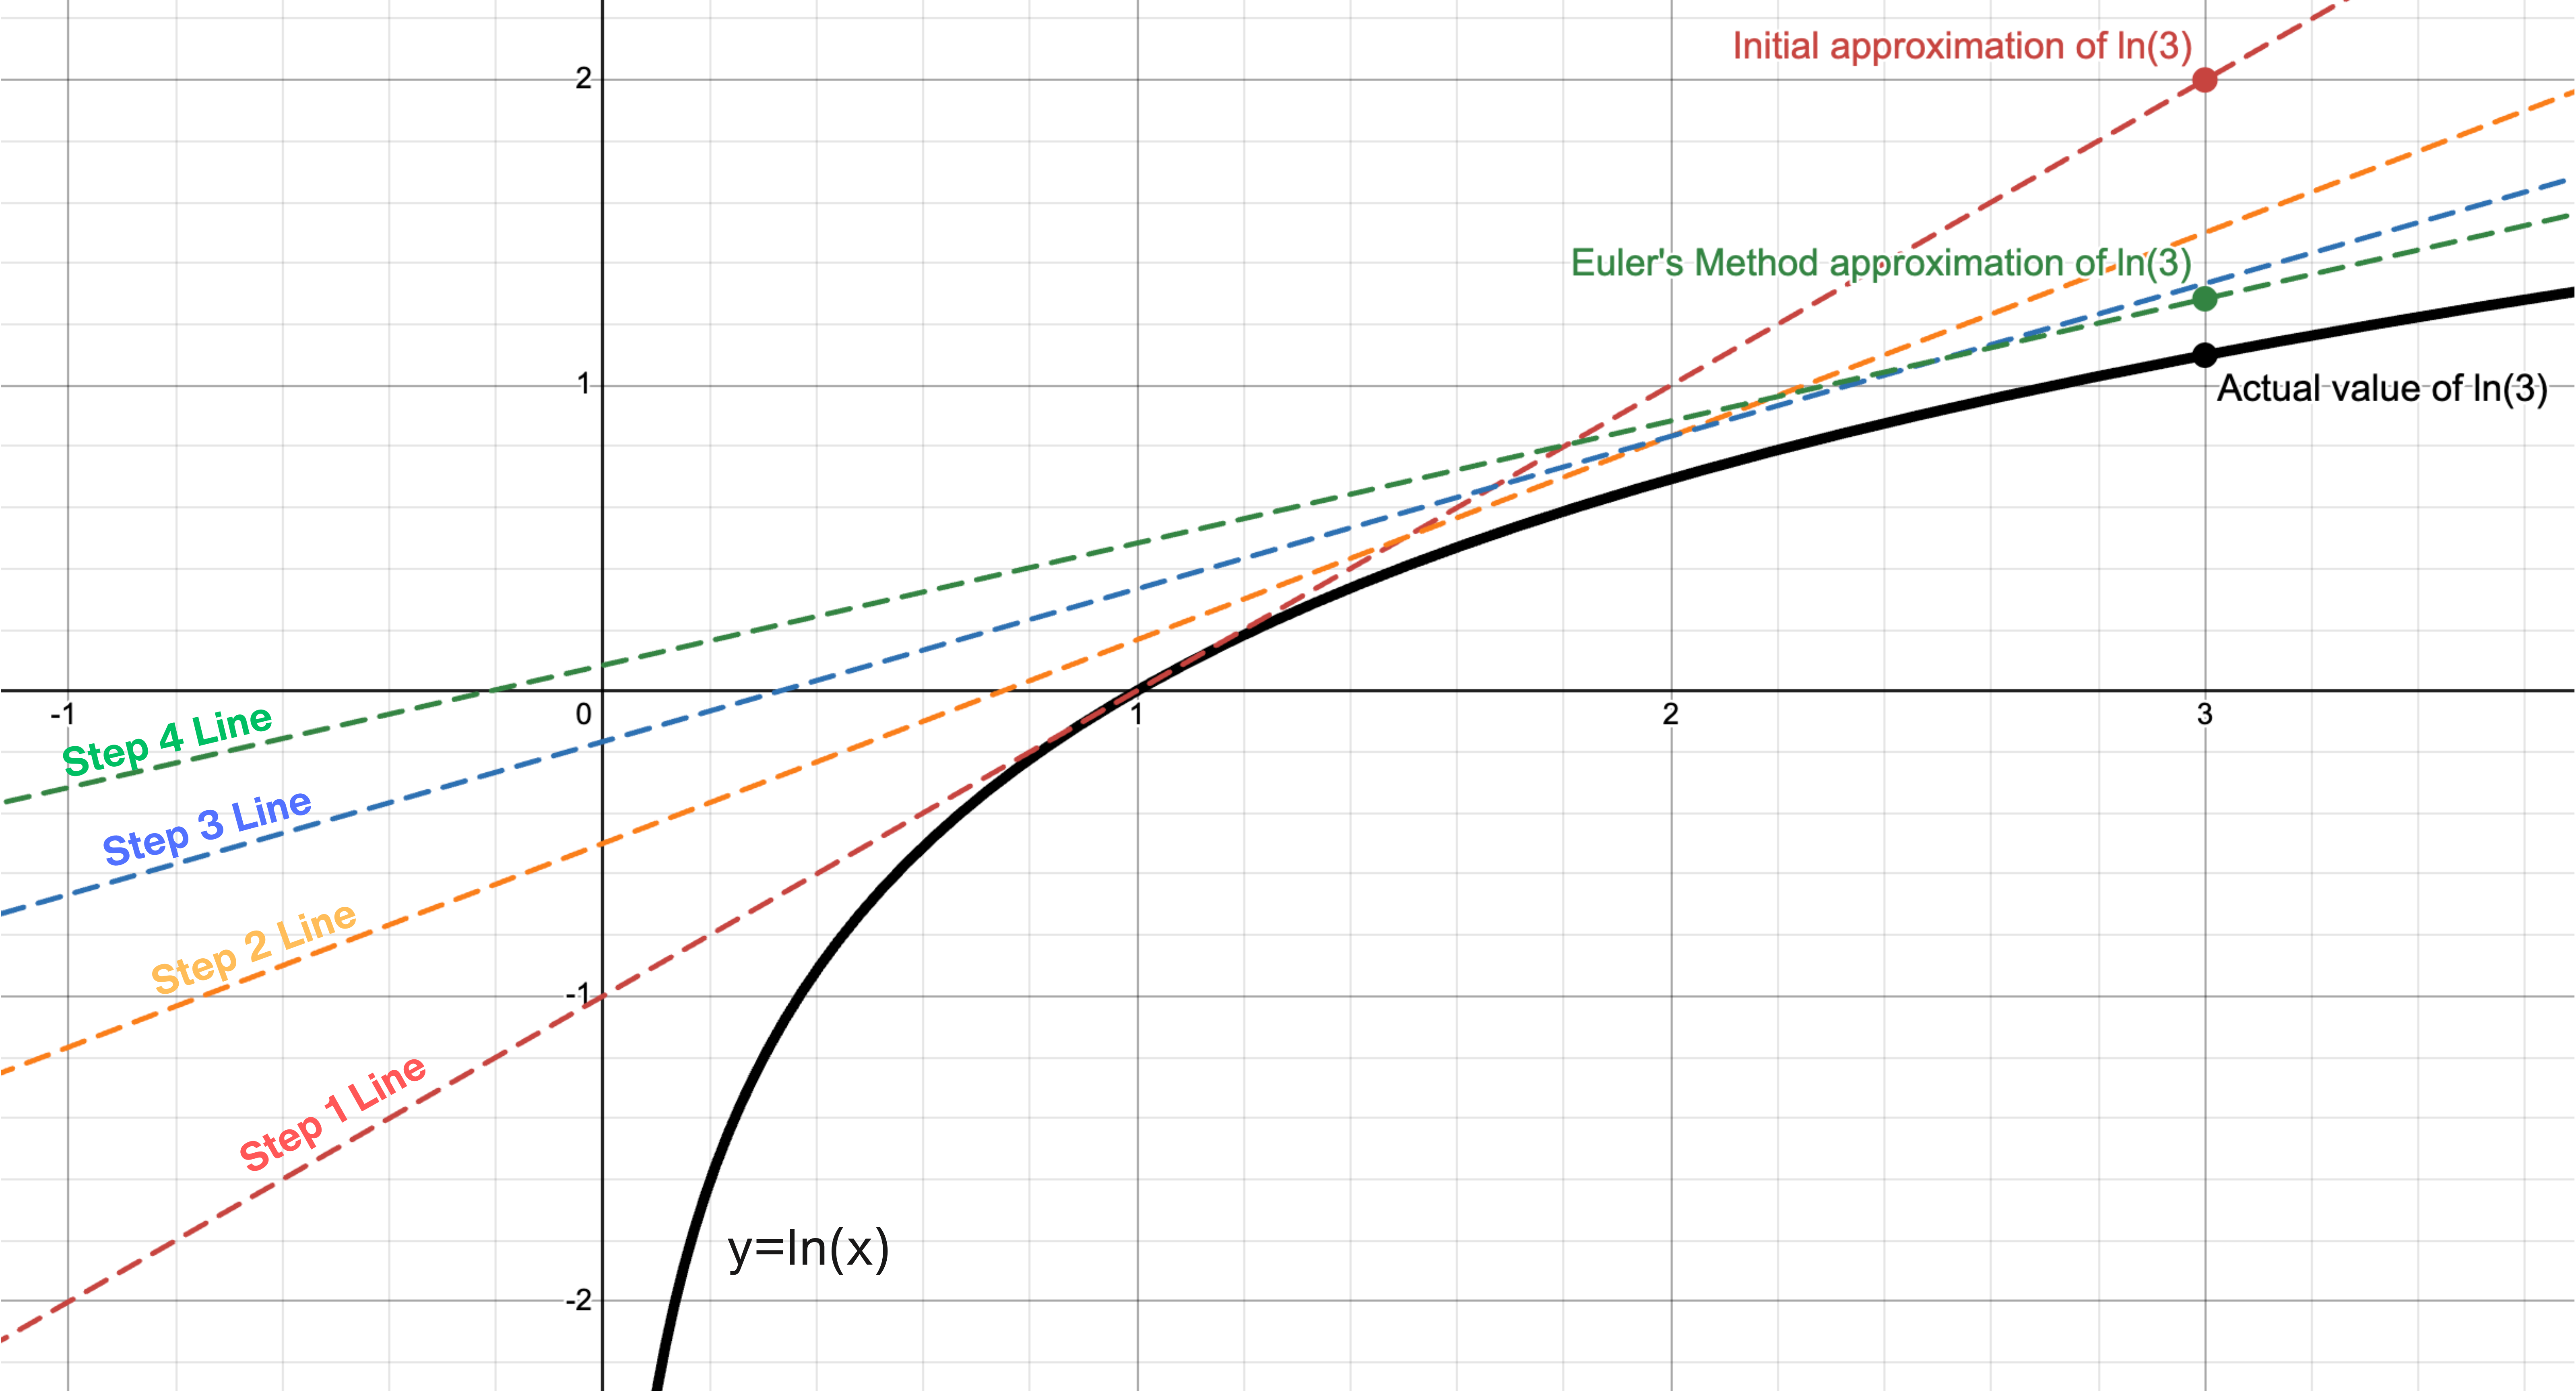 Initial approximation of ln(3)
2
Euler's Method approximation of ln(3)
1
Actual value of ln(3)
-1
0
1
2
3
Step 4 Line
Step 3 Line
Step 2 Line
-1
Step 1 Line
y=ln(x)
-2